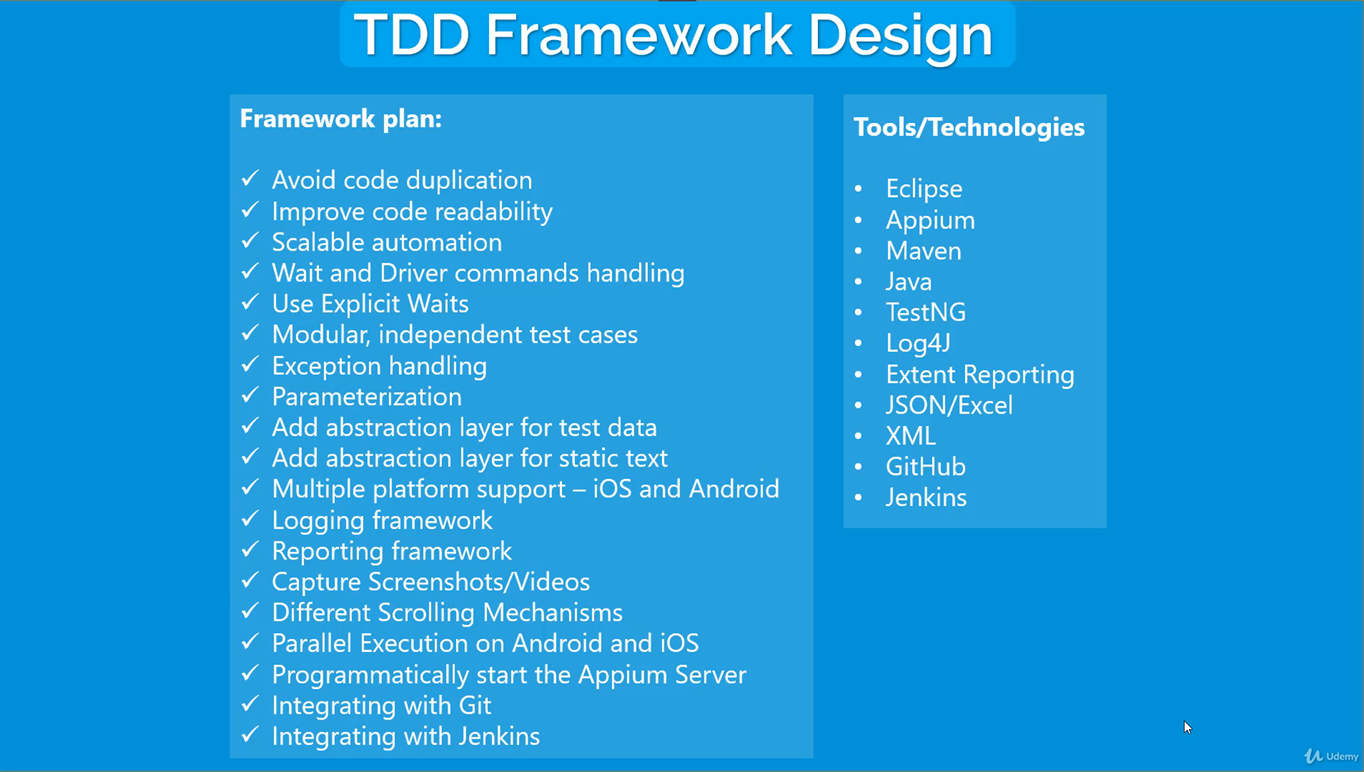 TDD Framework Design
Framework plan:
✓ Avoid code duplication
✓ Improve code readability
✓ Scalable automation
✓ Wait and Driver commands handling
✓ Use Explicit Waits
✓ Modular, independent test cases
✓ Exception handling
✓ Parameterization
✓ Add abstraction layer for test data
✓ Add abstraction layer for static text
✓ Multiple platform support – iOS and Android
✓ Logging framework
✓ Reporting framework
✓ Capture Screenshots/Videos
✓ Different Scrolling Mechanisms
✓ Parallel Execution on Android and iOS
✓ Programmatically start the Appium Server
✓ Integrating with Git
✓ Integrating with Jenkins
Tools/Technologies
• Eclipse
• Appium
• Maven
• Java
• TestNG
• Log4J
• Extent Reporting
• JSON/Excel
• XML
• GitHub
• Jenkins
Udemy